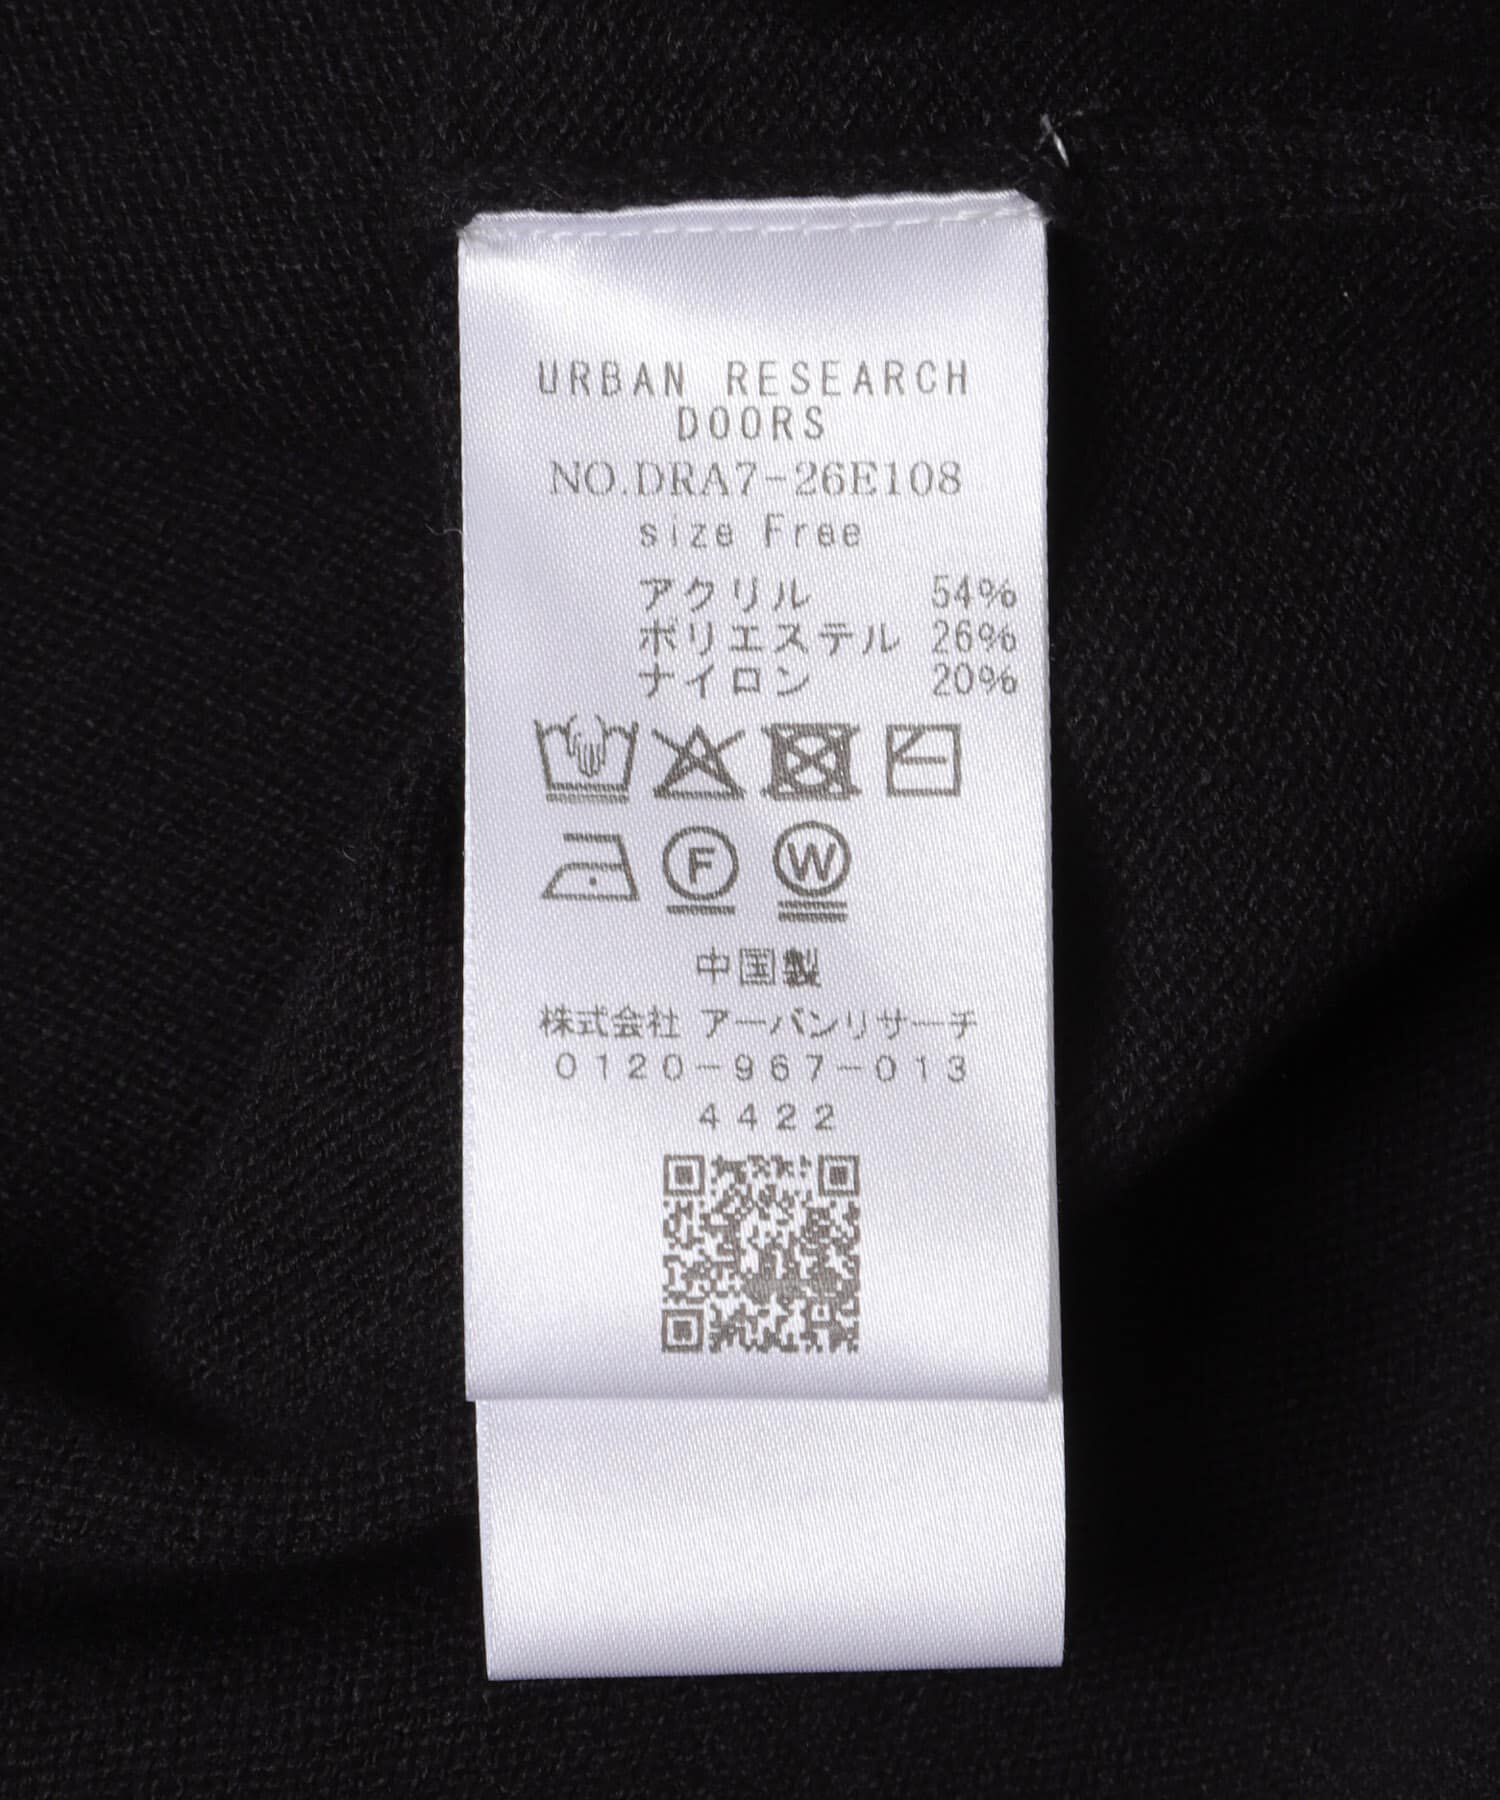 URBAN RESEARCH
DOORS
NO.DRA7-26E108
size Free
アクリル 54%
ポリエステル 26%
ナイロン 20%
F W
中国製
株式会社 アーバンリサーチ
0120-967-013
4422